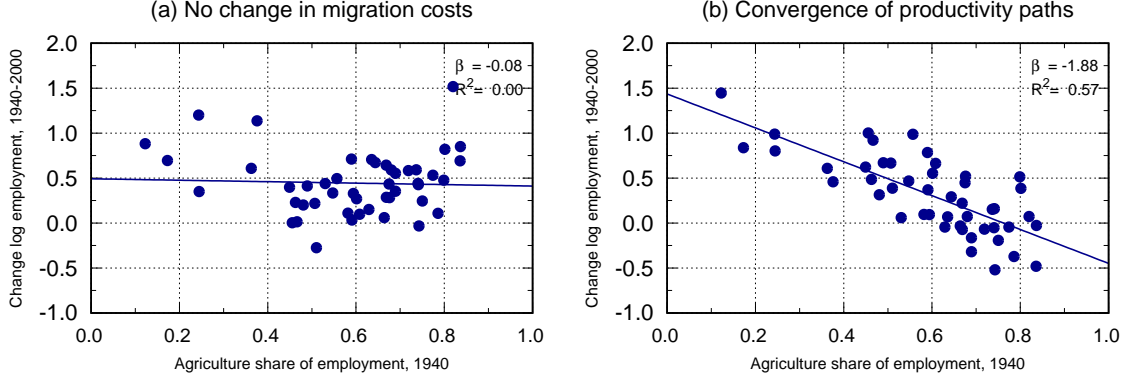 (a) No change in migration costs
2.0
1.5
1.0
0.5
0.0
-0.5
-1.0
Change log employment, 1940-2000
β = -0.08
R2= 0.00
0.0 0.2 0.4 0.6 0.8 1.0
Agriculture share of employment, 1940
(b) Convergence of productivity paths
2.0
1.5
1.0
0.5
0.0
-0.5
-1.0
Change log employment, 1940-2000
β = -1.88
R2= 0.57
0.0 0.2 0.4 0.6 0.8 1.0
Agriculture share of employment, 1940